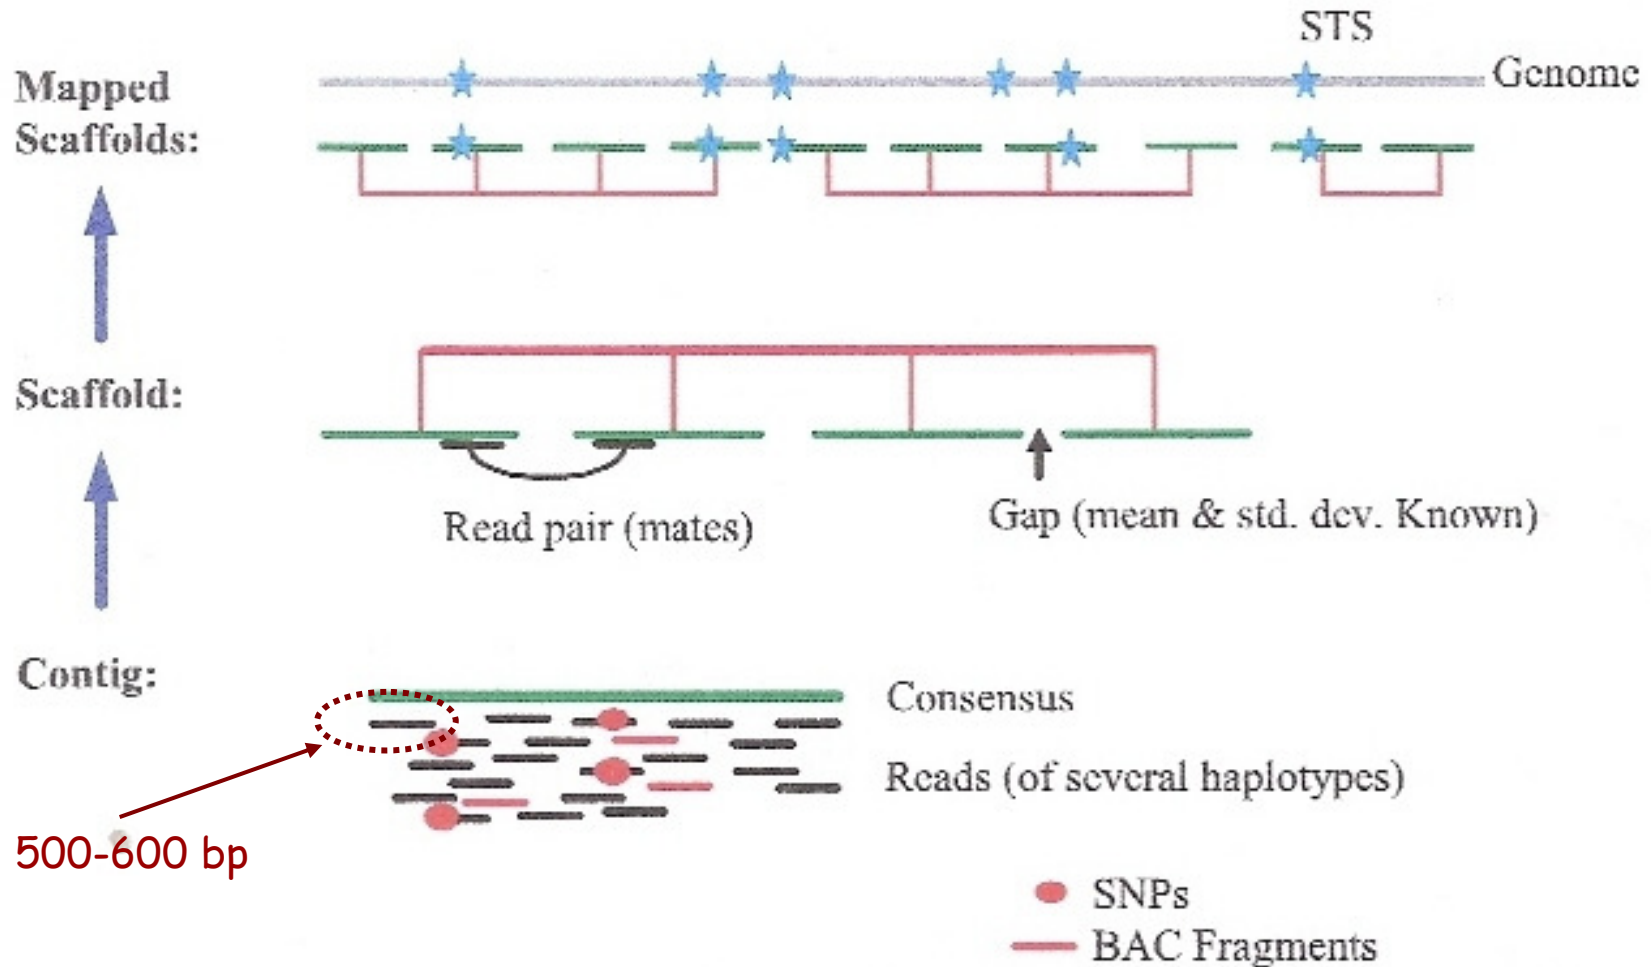 STS
Genome
Mapped
Scaffolds:
Scaffold:
Read pair (mates)
Gap (mean & std. dev. Known)
Contig:
Consensus
Reads (of several haplotypes)
500-600 bp
SNPs
BAC Fragments